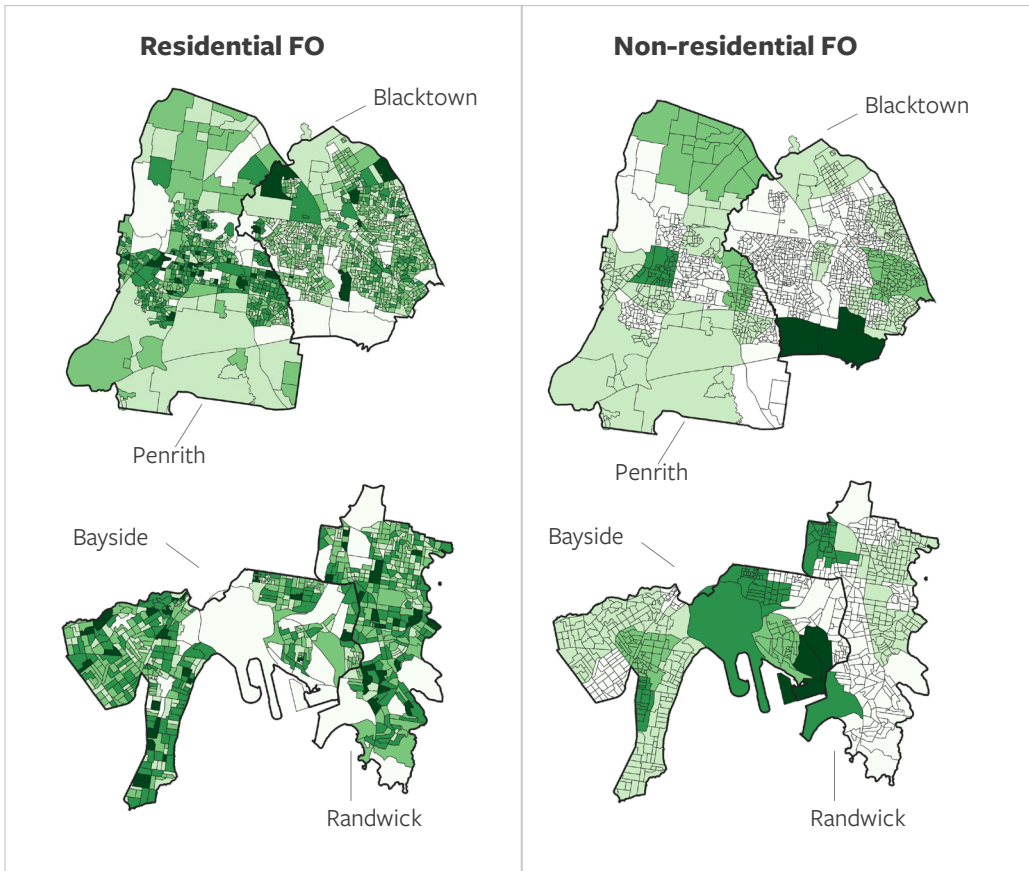 Residential FO
Blacktown
Penrith
Bayside
Randwick
Non-residential FO
Blacktown
Penrith
Bayside
Randwick